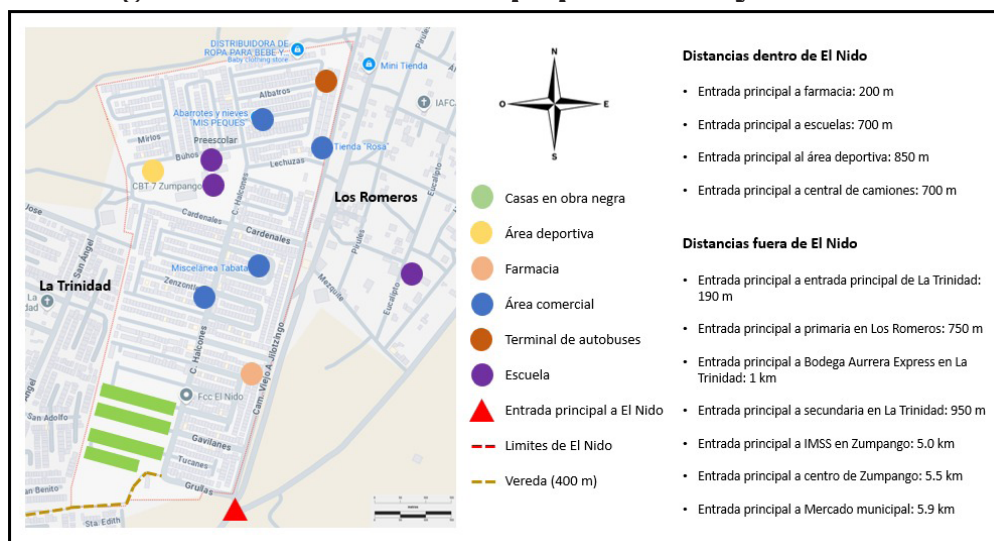 DISTRIBUIDORA DE
ROPA PARA BEBE Y...
Baby clothing store
Mini Tienda
Albatros
IAFC
Abarrotes y nieves
"MIS PEQUES"
Mirlos
Preescolar
Buhos
Tienda "Rosa"
Lechuzas
CBT 7 Zumpango
C. Halcones
Los Romeros
Eucalipto
Pirules
Jose
San Ángel
Cardenales
Cardenales
Miscelánea Tabata
Mezquite
Eucalipto
La Trinidad
La
dad
Zenzontle
C. Halcones
Cam. Viejo A. Jilotzingo
Fcc El Nido
San Adolfo
Gavilanes
Tucanes
San Benito
Grullas
Sta. Edith
N
O
E
S
Casas en obra negra
Área deportiva
Farmacia
Área comercial
Terminal de autobuses
Escuela
Entrada principal a El Nido
Limites de El Nido
Vereda (400 m)
Distancias dentro de El Nido
• Entrada principal a farmacia: 200 m
• Entrada principal a escuelas: 700 m
• Entrada principal al área deportiva: 850 m
• Entrada principal a central de camiones: 700 m
Distancias fuera de El Nido
• Entrada principal a entrada principal de La Trinidad:
190 m
• Entrada principal a primaria en Los Romeros: 750 m
• Entrada principal a Bodega Aurrera Express en La
Trinidad: 1 km
• Entrada principal a secundaria en La Trinidad: 950 m
• Entrada principal a IMSS en Zumpango: 5.0 km
• Entrada principal a centro de Zumpango: 5.5 km
• Entrada principal a Mercado municipal: 5.9 km